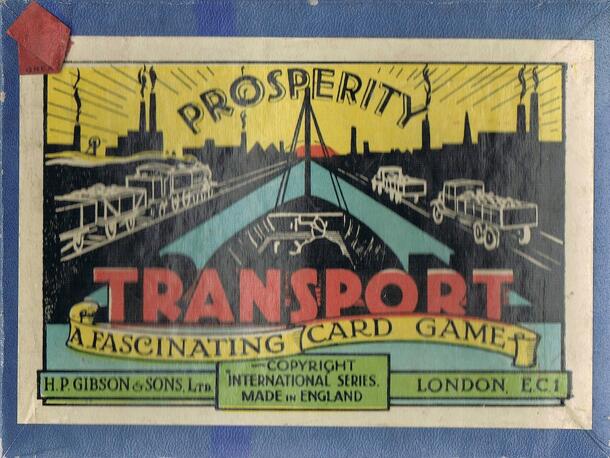 PROSPERITY
TRANSPORT
A FASCINATING CARD GAME
COPYRIGHT
H.P. GIBSON & SONS, LTD. INTERNATIONAL SERIES. LONDON, E.C.1
MADE IN ENGLAND